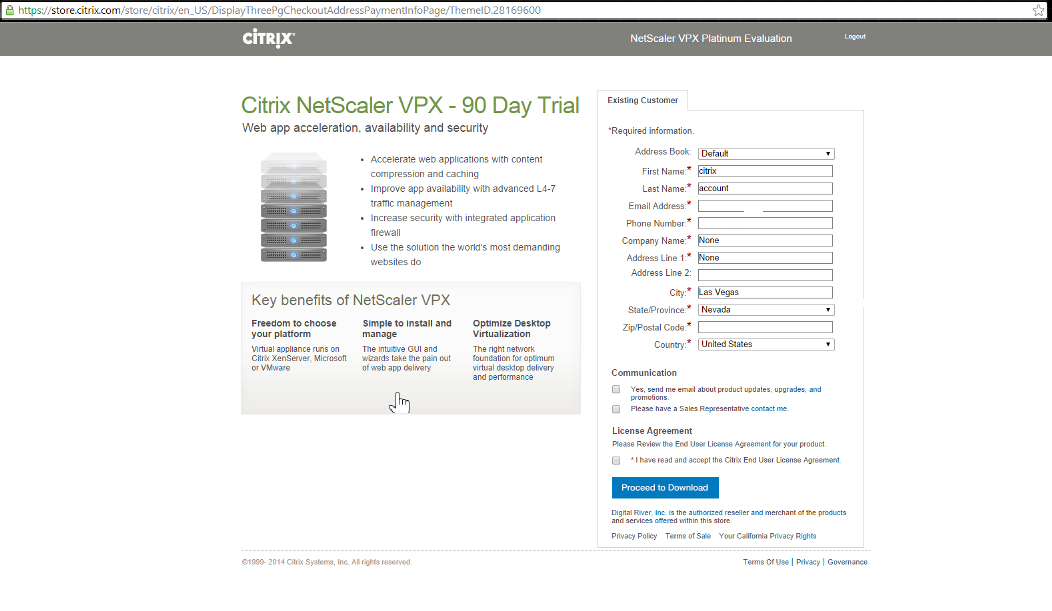 https://store.citrix.com/store/citrix/en_US/DisplayThreePgCheckoutAddressPaymentInfoPage/ThemeID.28169600
CITRIX
NetScaler VPX Platinum Evaluation
Logout
Citrix NetScaler VPX - 90 Day Trial
Web app acceleration, availability and security
• Accelerate web applications with content
compression and caching
• Improve app availability with advanced L4-7
traffic management
• Increase security with integrated application
firewall
• Use the solution the world's most demanding
websites do
Key benefits of NetScaler VPX
Freedom to choose
your platform
Virtual appliance runs on
Citrix XenServer, Microsoft
or VMware
Simple to install and
manage
The intuitive GUI and
wizards take the pain out
of web app delivery
Optimize Desktop
Virtualization
The right network
foundation for optimum
virtual desktop delivery
and performance
Existing Customer
*Required information.
Address Book: Default
First Name:* citrix
Last Name:* account
Email Address:*
Phone Number:*
Company Name:* None
Address Line 1:* None
Address Line 2:
City:* Las Vegas
State/Province:* Nevada
Zip/Postal Code:*
Country:* United States
Communication
Yes, send me email about product updates, upgrades, and
promotions.
Please have a Sales Representative contact me.
License Agreement
Please Review the End User License Agreement for your product.
* I have read and accept the Citrix End User License Agreement.
Proceed to Download
Digital River, Inc. is the authorized reseller and merchant of the products
and services offered within this store.
Privacy Policy Terms of Sale Your California Privacy Rights
©1999- 2014 Citrix Systems, Inc. All rights reserved.
Terms Of Use | Privacy | Governance